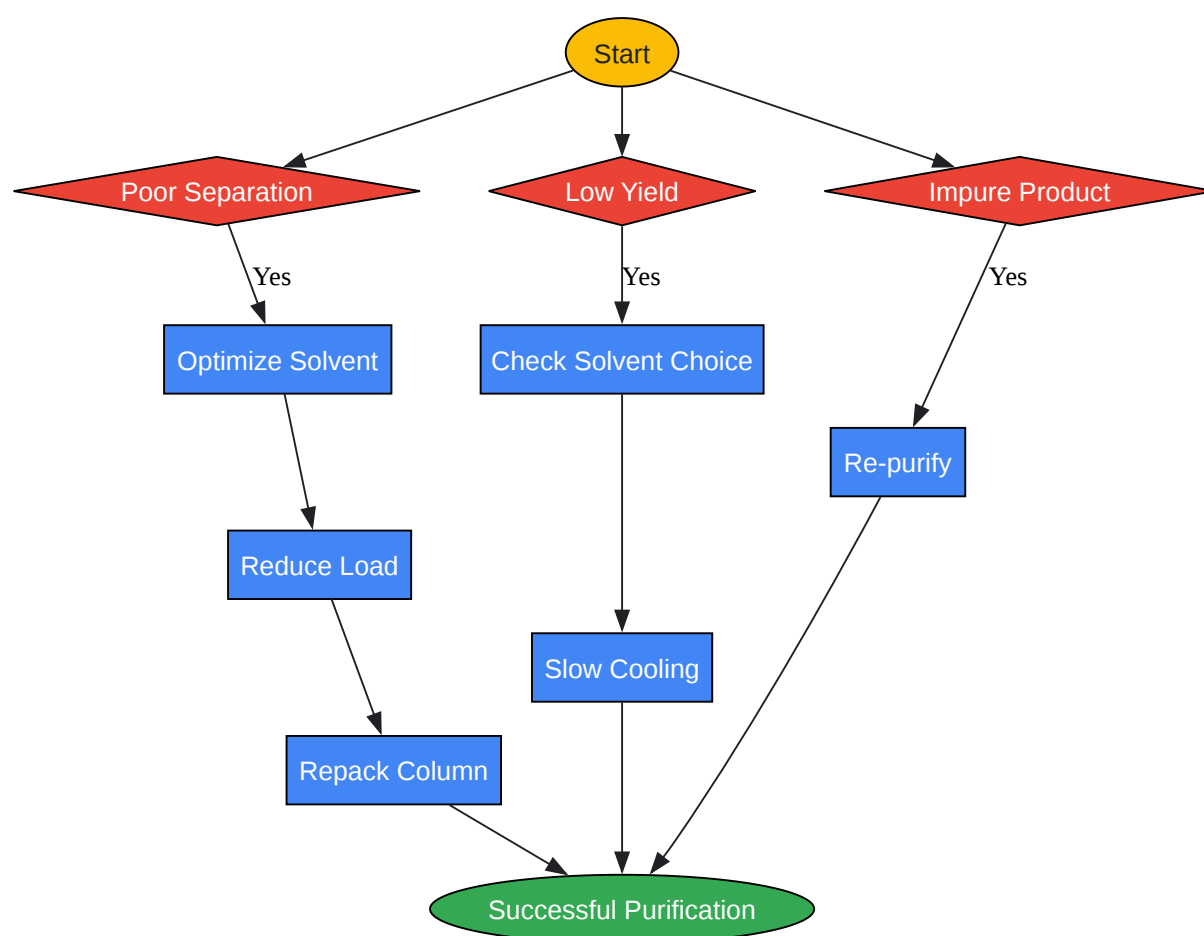 Start
Poor Separation
Low Yield
Impure Product
Yes
Yes
Yes
Optimize Solvent
Check Solvent Choice
Re-purify
Reduce Load
Slow Cooling
Repack Column
Successful Purification